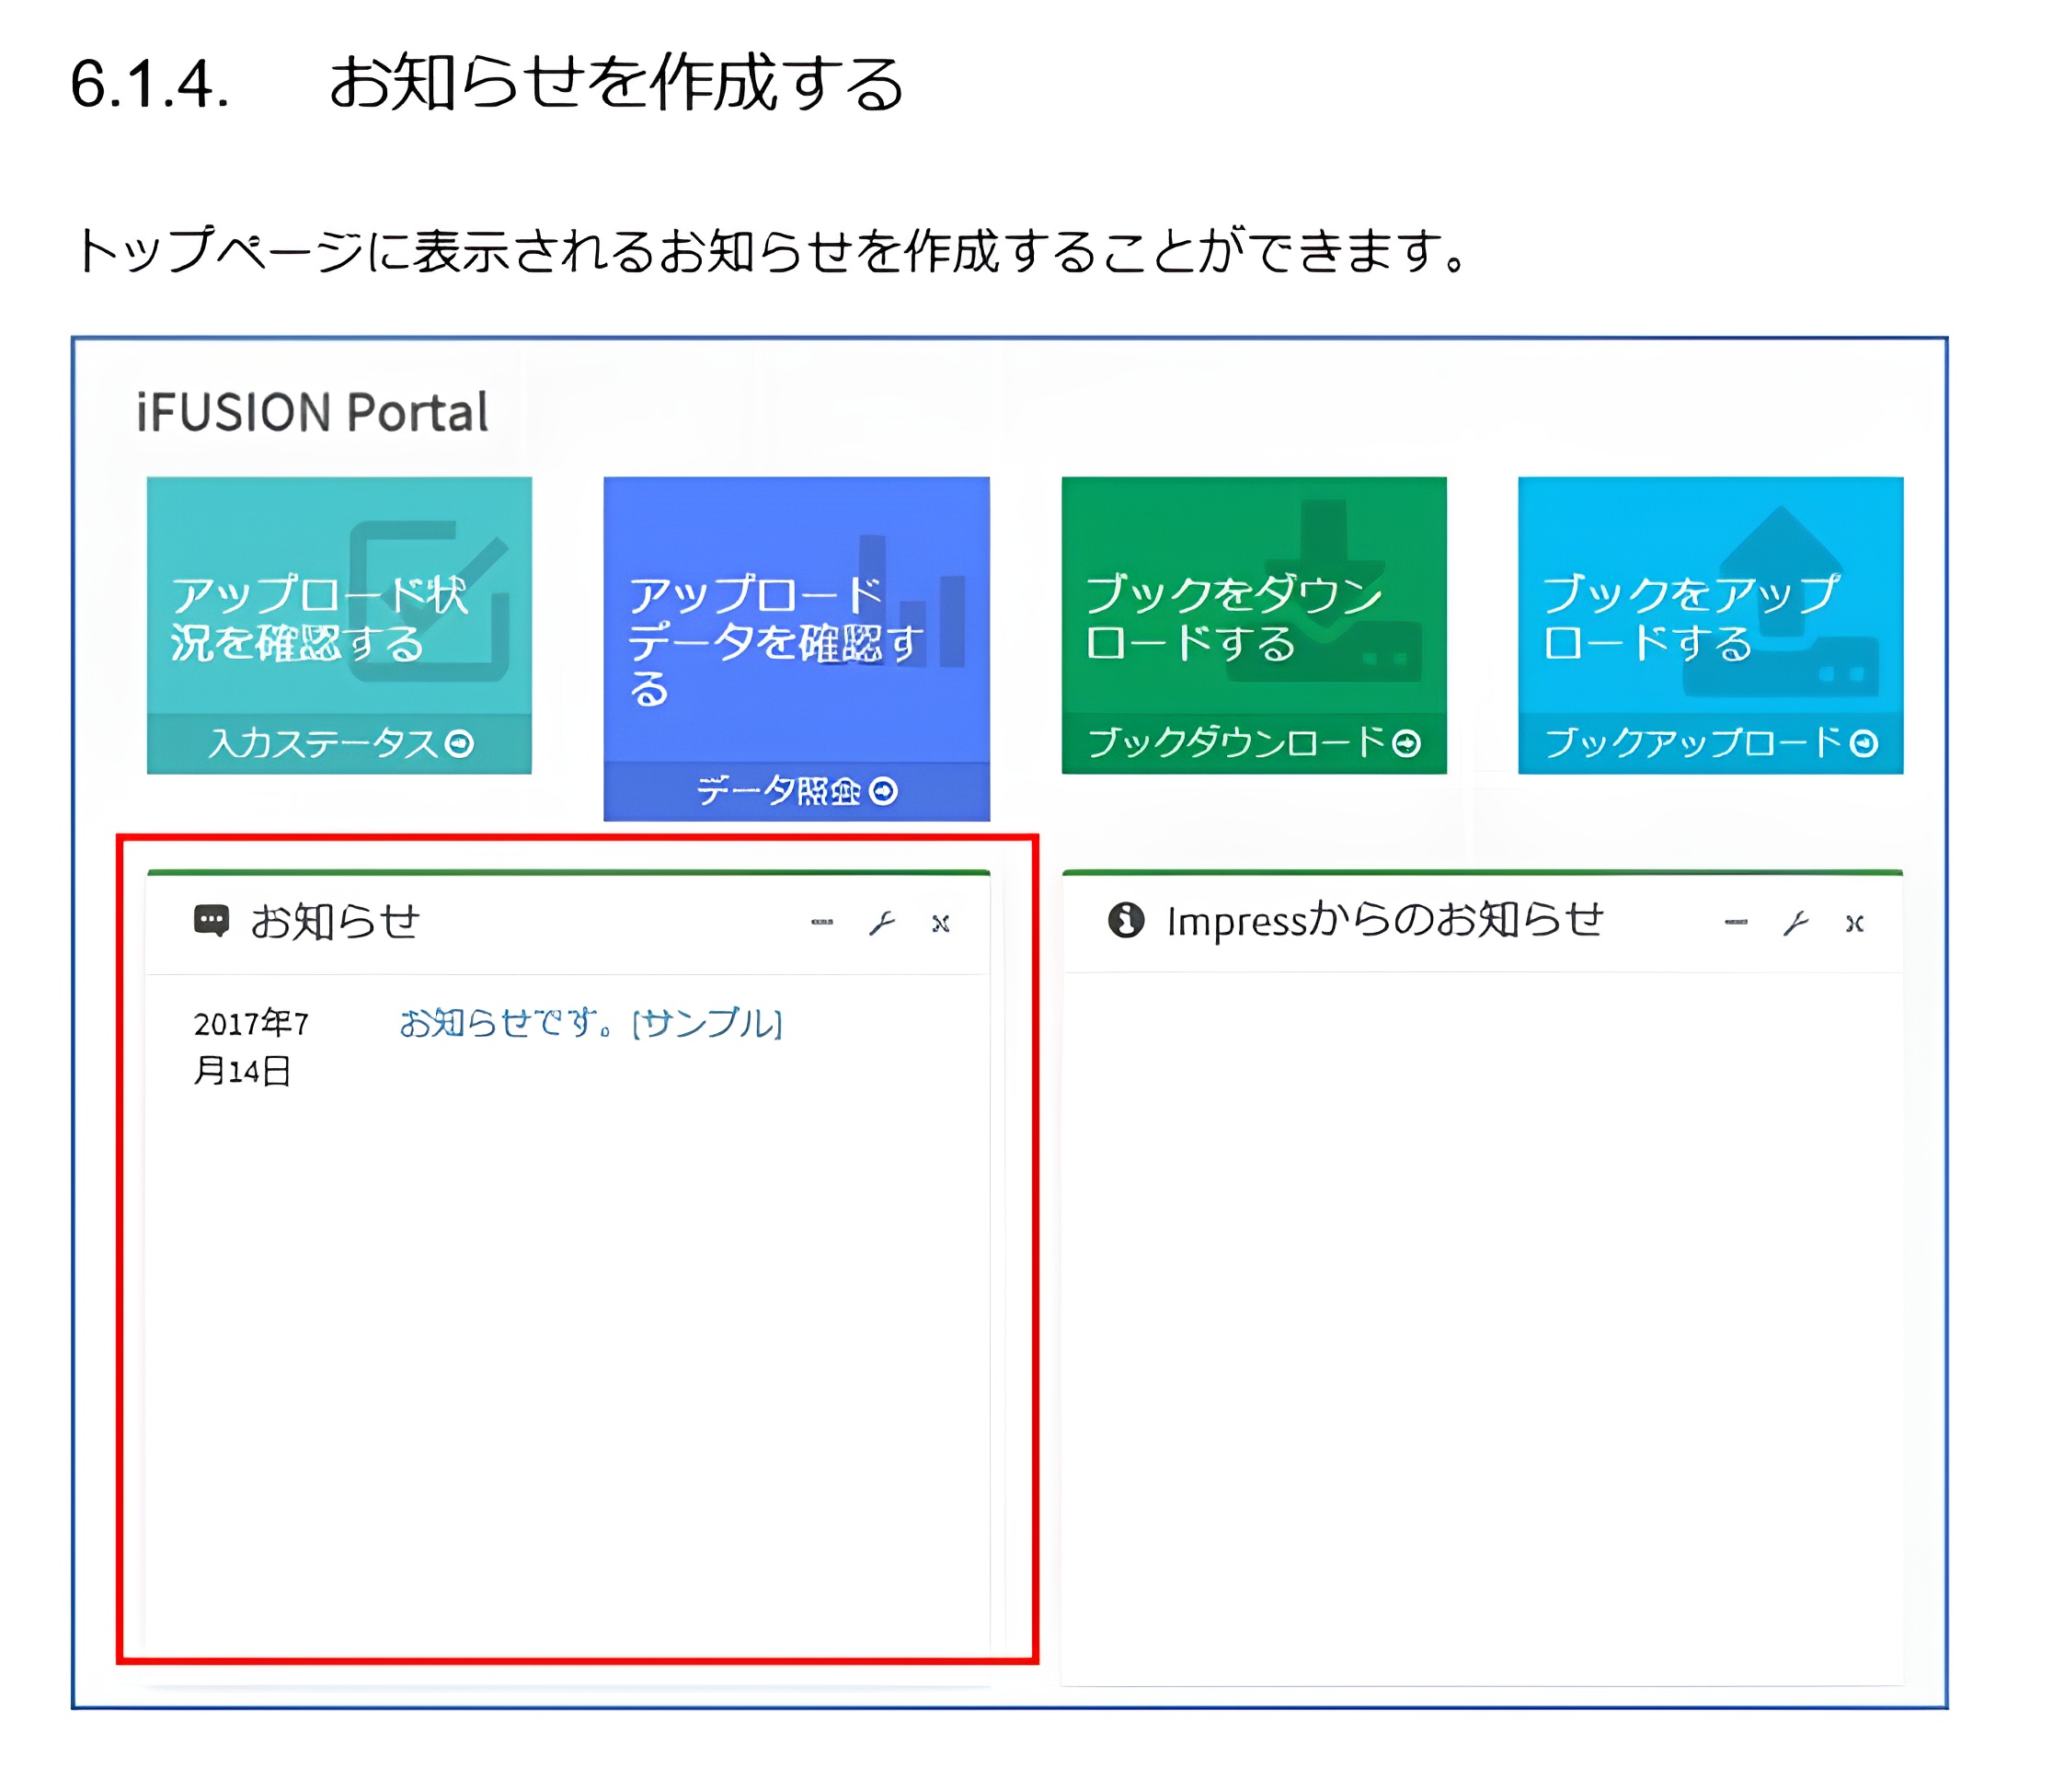 6.1.4. お知らせを作成する
トップページに表示されるお知らせを作成することができます。
iFUSION Portal
アップロード状
況を確認する
入力ステータス
アップロード
データを確認す
る
データ照会
ブックをダウン
ロードする
ブックダウンロード
ブックをアップ
ロードする
ブックアップロード
お知らせ
2017年7
月14日
お知らせです。[サンプル]
Impressからのお知らせ